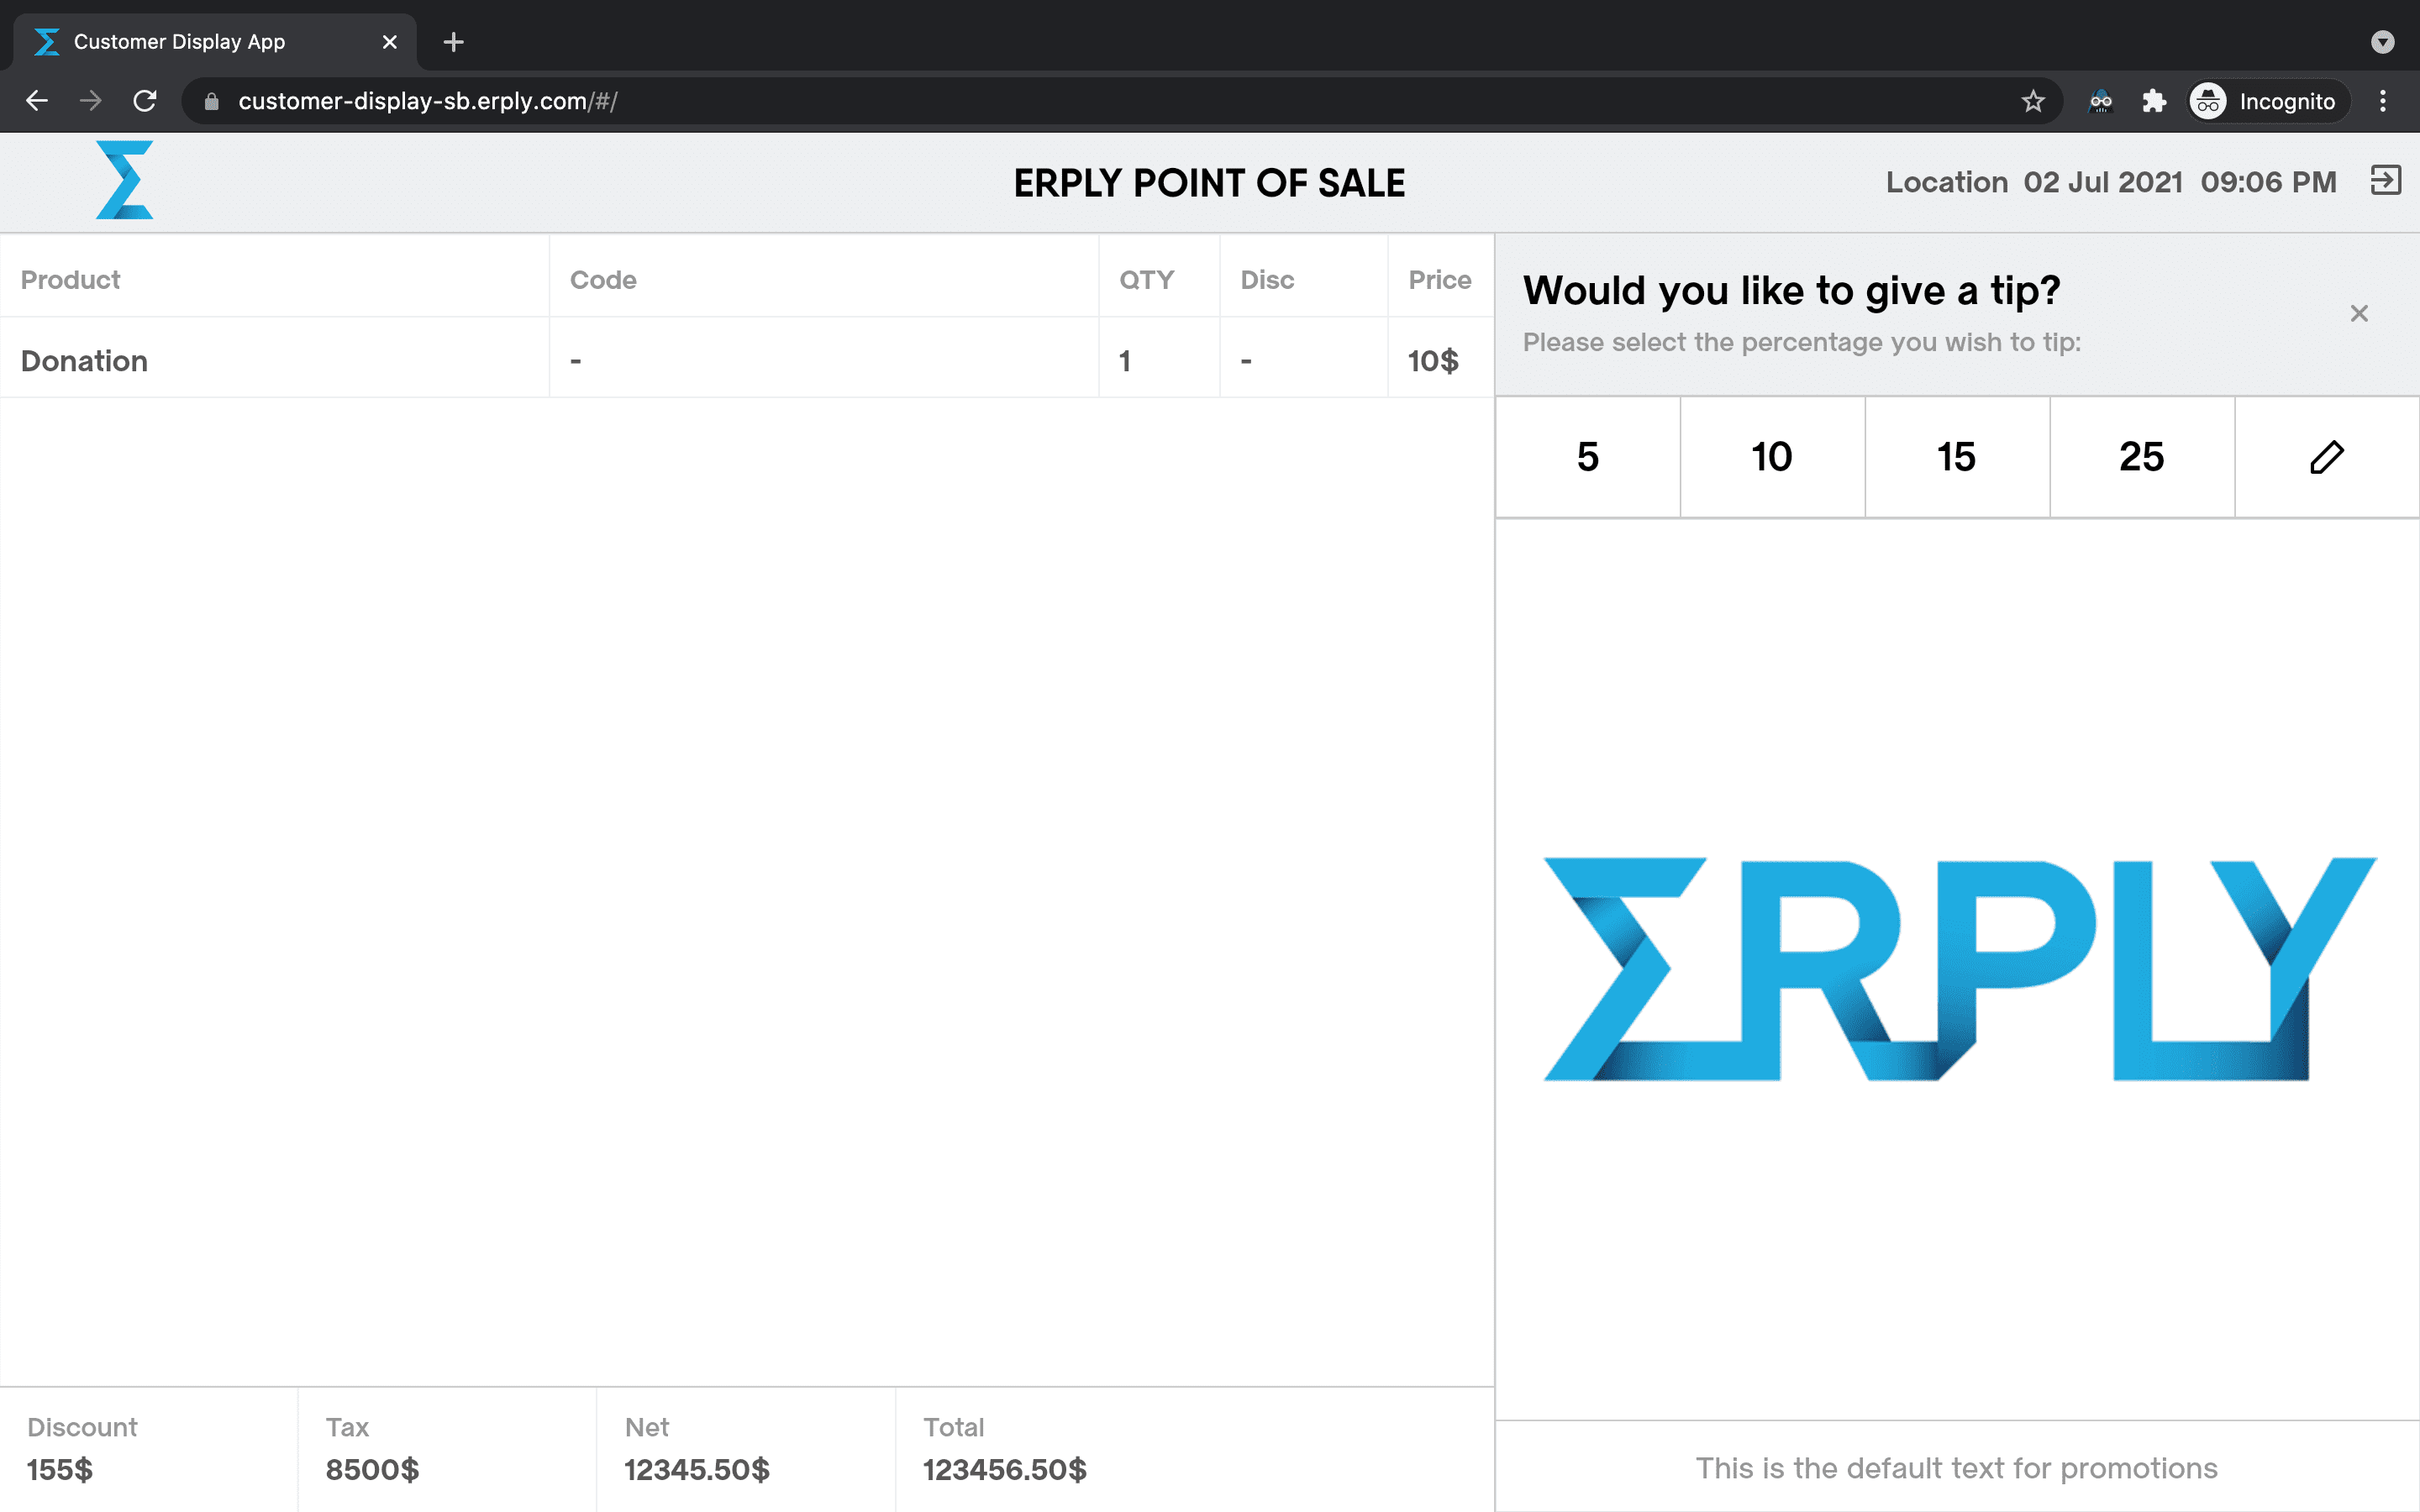 Customer Display App
customer-display-sb.erply.com/#/
Incognito
ERPLY POINT OF SALE
Location 02 Jul 2021 09:06 PM
Product Code QTY Disc Price
Donation - 1 - 10$
Would you like to give a tip?
Please select the percentage you wish to tip:
5 10 15 25
ERPLY
Discount Tax Net Total
155$ 8500$ 12345.50$ 123456.50$
This is the default text for promotions